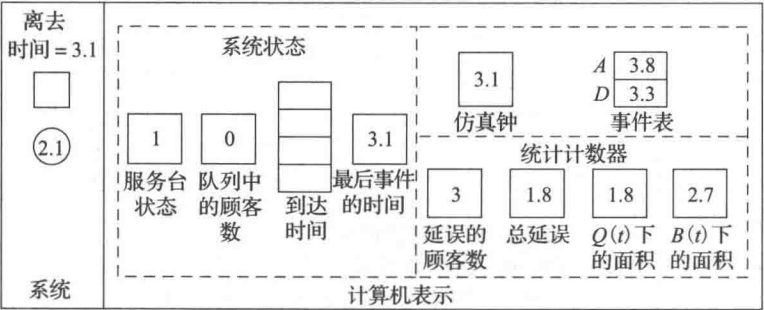 离去
时间=3.1
2.1
系统
系统状态
1
服务台
状态
0
队列中
的顾客
数
到达
时间
3.1
最后事件
的时间
3.1
仿真钟
A 3.8
D 3.3
事件表
统计计数器
3
延误的
顾客数
1.8
总延误
1.8
Q(t)下
的面积
2.7
B(t)下
的面积
计算机表示